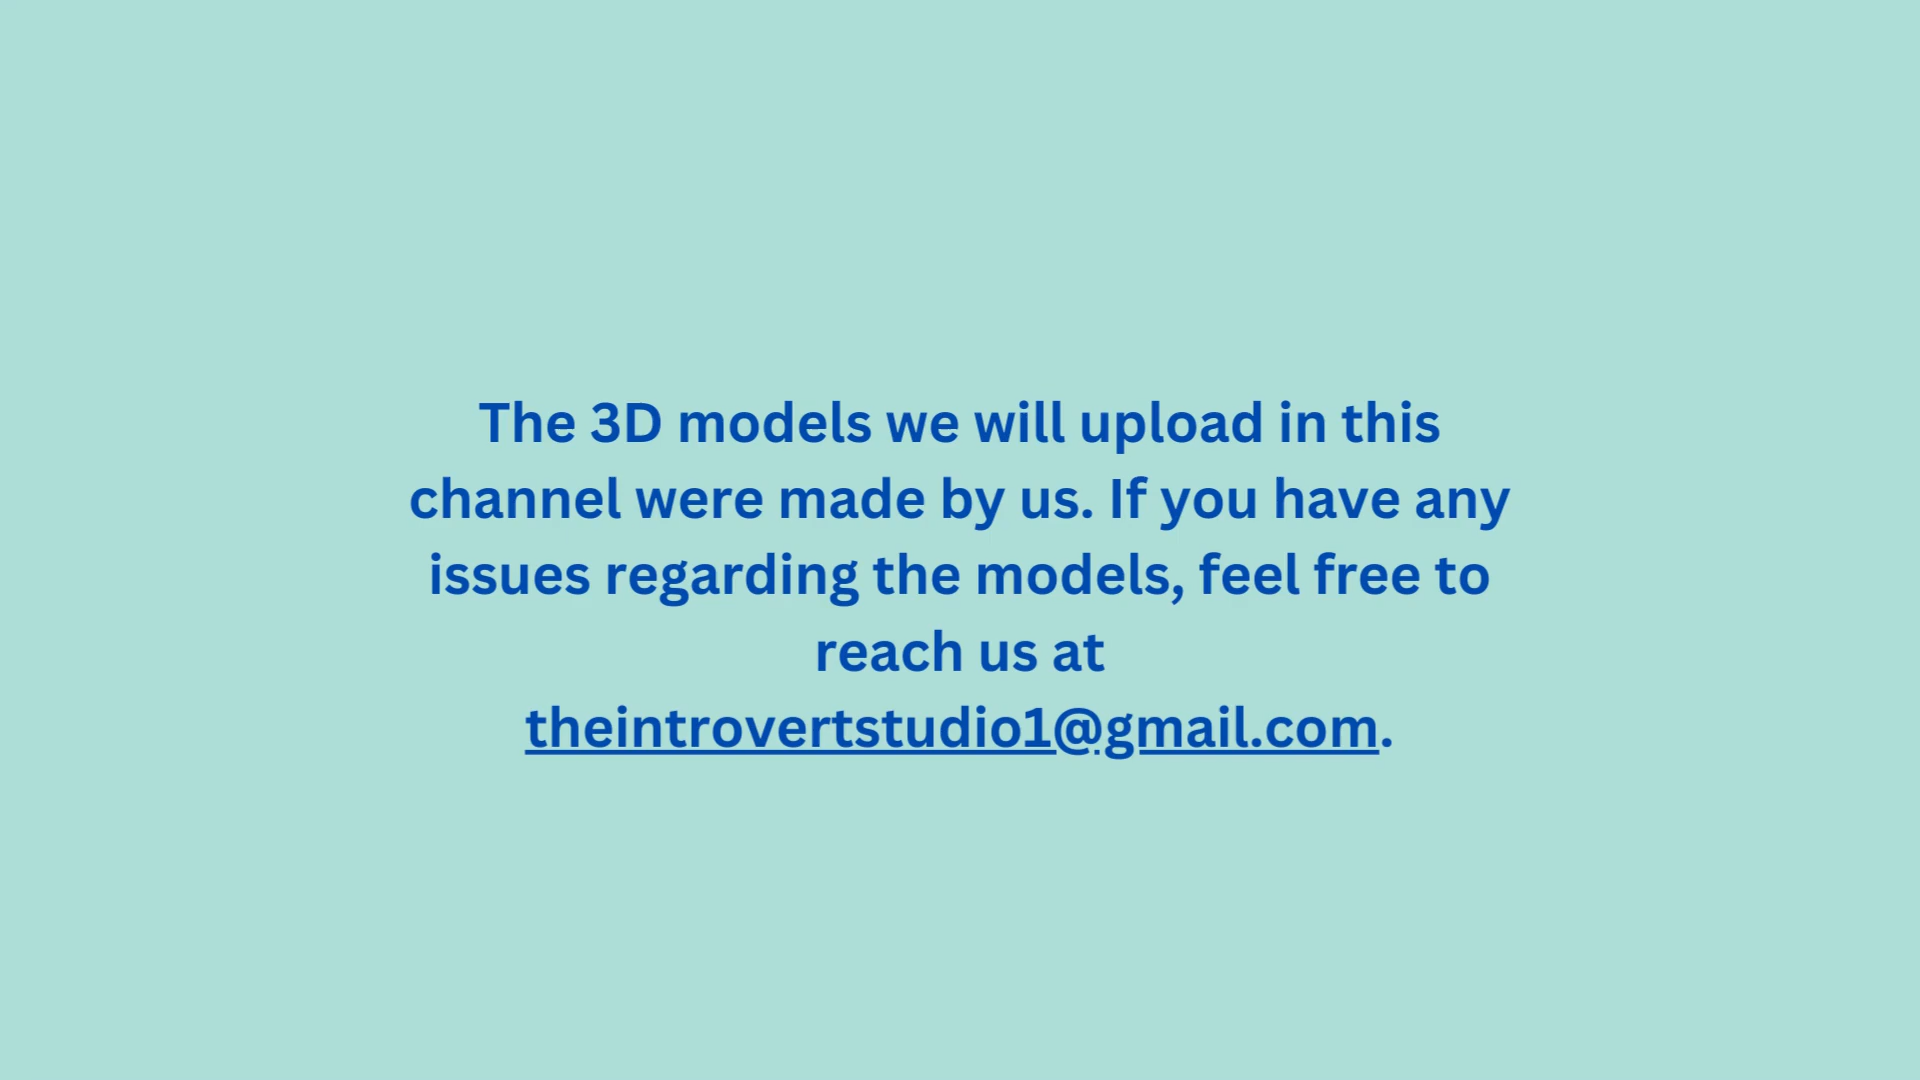 The 3D models we will upload in this
channel were made by us. If you have any
issues regarding the models, feel free to
reach us at
theintrovertstudio1@gmail.com.